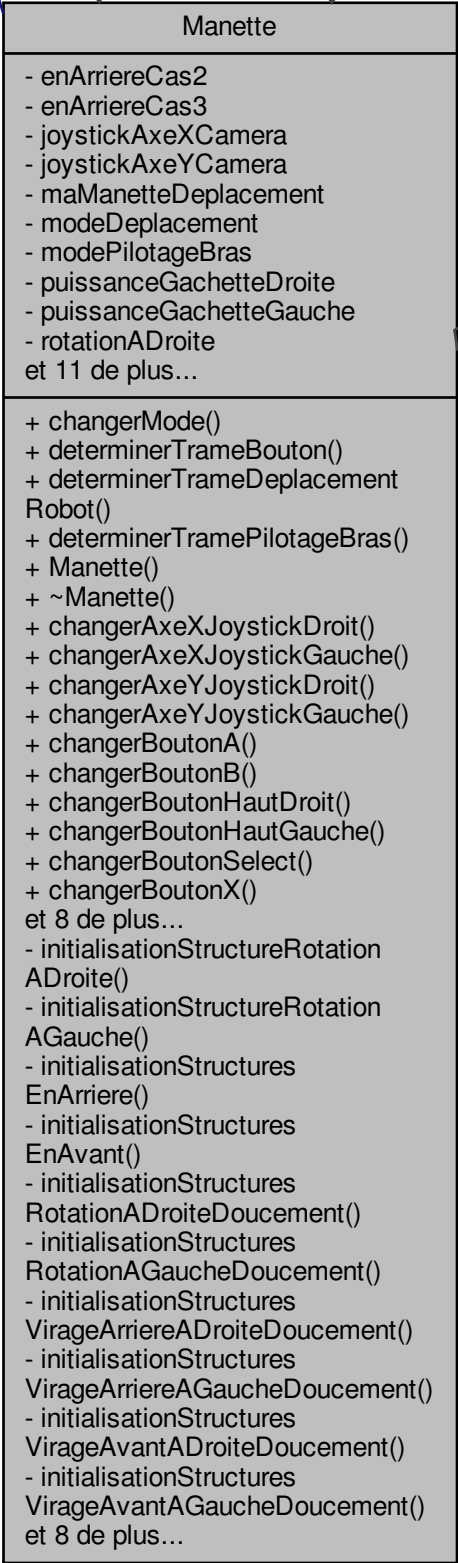 Manette
- enArriereCas2
- enArriereCas3
- joystickAxeXCamera
- joystickAxeYCamera
- maManetteDeplacement
- modeDeplacement
- modePilotageBras
- puissanceGachetteDroite
- puissanceGachetteGauche
- rotationADroite
et 11 de plus...
+ changerMode()
+ determinerTrameBouton()
+ determinerTrameDeplacement
Robot()
+ determinerTramePilotageBras()
+ Manette()
+ ~Manette()
+ changerAxeXJoystickDroit()
+ changerAxeXJoystickGauche()
+ changerAxeYJoystickDroit()
+ changerAxeYJoystickGauche()
+ changerBoutonA()
+ changerBoutonB()
+ changerBoutonHautDroit()
+ changerBoutonHautGauche()
+ changerBoutonSelect()
+ changerBoutonX()
et 8 de plus...
- initialisationStructureRotation
ADroite()
- initialisationStructureRotation
AGauche()
- initialisationStructures
EnArriere()
- initialisationStructures
EnAvant()
- initialisationStructures
RotationADroiteDoucement()
- initialisationStructures
RotationAGaucheDoucement()
- initialisationStructures
VirageArriereADroiteDoucement()
- initialisationStructures
VirageArriereAGaucheDoucement()
- initialisationStructures
VirageAvantADroiteDoucement()
- initialisationStructures
VirageAvantAGaucheDoucement()
et 8 de plus...